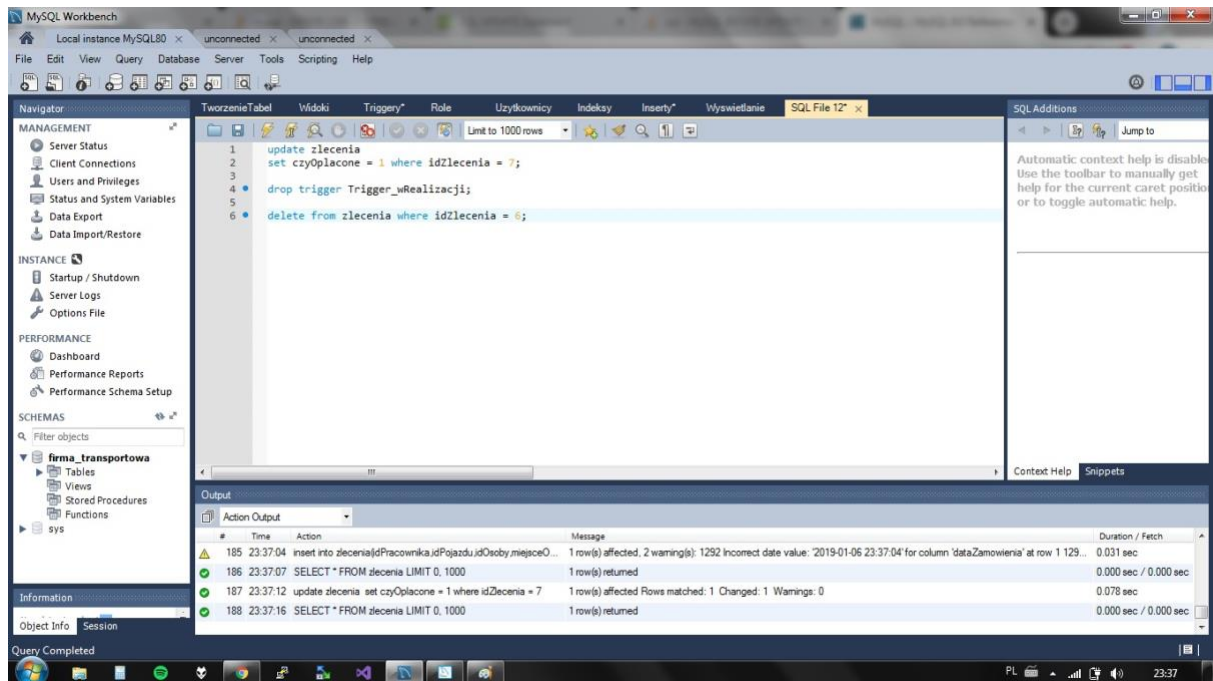 MySQL Workbench
Local instance MySQL80 × unconnected × unconnected ×
File Edit View Query Database Server Tools Scripting Help
Navigator
MANAGEMENT
Server Status
Client Connections
Users and Privileges
Status and System Variables
Data Export
Data Import/Restore
INSTANCE
Startup / Shutdown
Server Logs
Options File
PERFORMANCE
Dashboard
Performance Reports
Performance Schema Setup
SCHEMAS
Filter objects
firma_transportowa
Tables
Views
Stored Procedures
Functions
sys
Information
Object Info Session
TworzenieTabel Widoki Triggery* Role Uzytkownicy Indeksy Inserty* Wyswietlanie SQL File 12* ×
Limit to 1000 rows
1 update zlecenia
2 set czyOplacone = 1 where idZlecenia = 7;
3
4 drop trigger Trigger_wRealizacji;
5
6 delete from zlecenia where idZlecenia = 6;
SQL Additions
Jump to
Automatic context help is disable
Use the toolbar to manually get
help for the current caret positio
or to toggle automatic help.
Context Help Snippets
Output
Action Output
# Time Action Message Duration / Fetch
185 23:37:04 insert into zlecenia(idPracownika,idPojazdu,idOsoby,miejsceO... 1 row(s) affected, 2 warning(s): 1292 Incorrect date value: '2019-01-06 23:37:04' for column 'dataZamowienia' at row 1 129... 0.031 sec
186 23:37:07 SELECT * FROM zlecenia LIMIT 0, 1000 1 row(s) returned 0.000 sec / 0.000 sec
187 23:37:12 update zlecenia set czyOplacone = 1 where idZlecenia = 7 1 row(s) affected Rows matched: 1 Changed: 1 Warnings: 0 0.078 sec
188 23:37:16 SELECT * FROM zlecenia LIMIT 0, 1000 1 row(s) returned 0.000 sec / 0.000 sec
Query Completed
PL 23:37